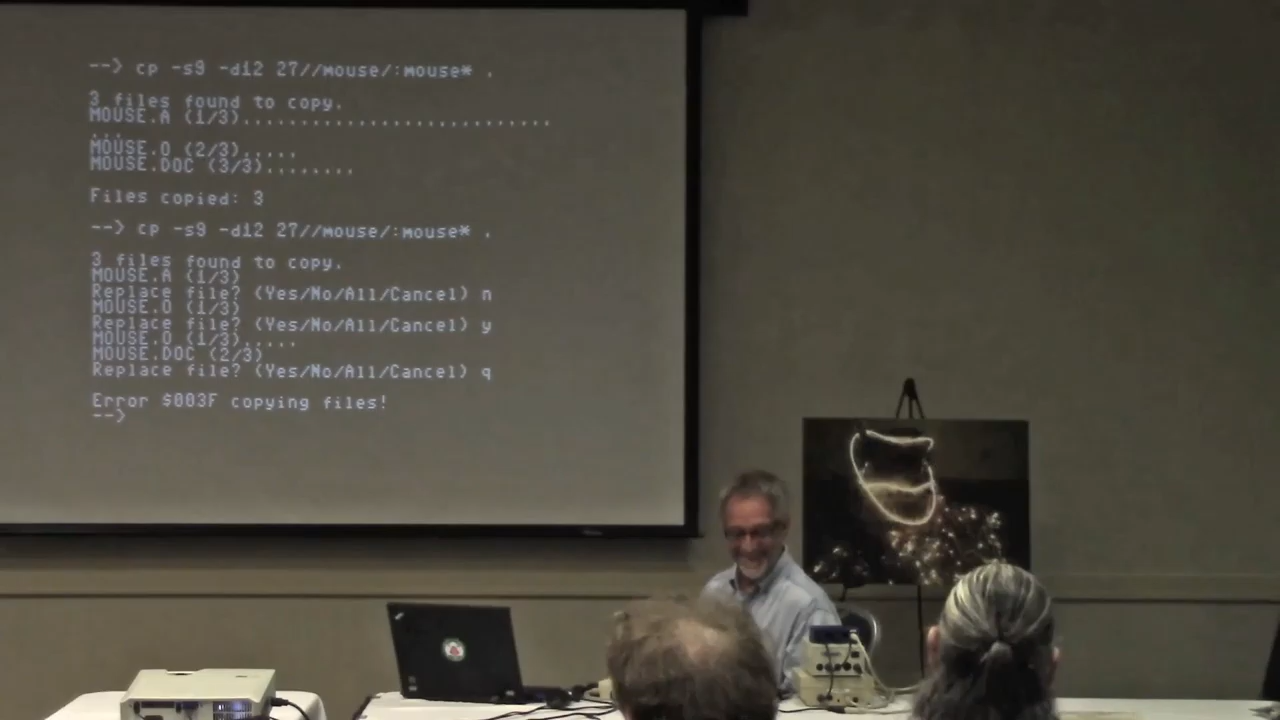 --> cp -s9 -d12 27//mouse/:mouse* .
3 files found to copy.
MOUSE.A (1/3)...........................
...
MOUSE.O (2/3).....
MOUSE.DOC (3/3)........
Files copied: 3
--> cp -s9 -d12 27//mouse/:mouse* .
3 files found to copy.
MOUSE.A (1/3)
Replace file? (Yes/No/All/Cancel) n
MOUSE.O (1/3)
Replace file? (Yes/No/All/Cancel) y
MOUSE.O (1/3).....
MOUSE.DOC (2/3)
Replace file? (Yes/No/All/Cancel) q
Error $003F copying files!
-->